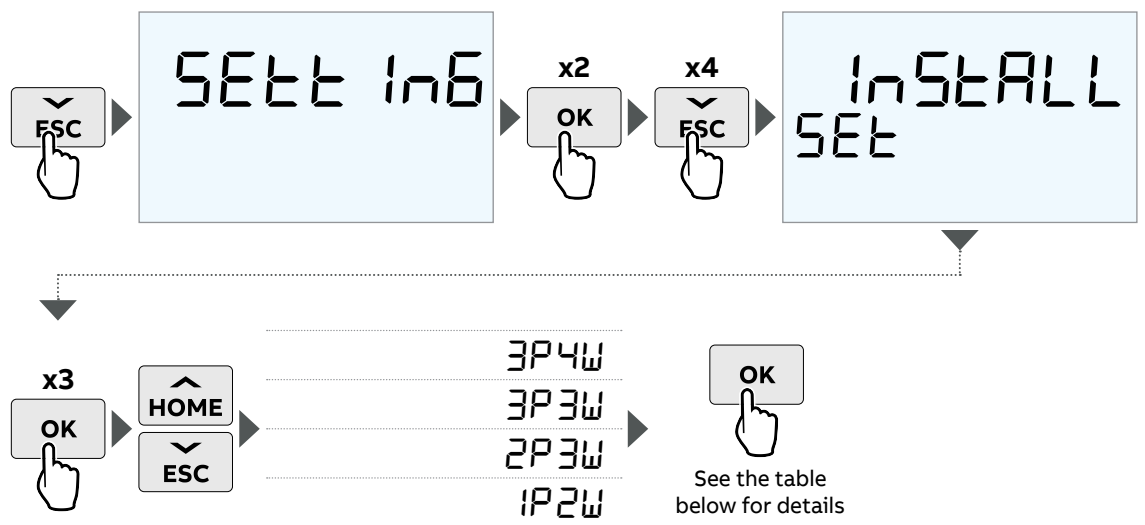 ESC
SEtt InG
x2
OK
x4
ESC
InStALL
SEt
x3
OK
HOME
ESC
3P4W
3P3W
2P3W
1P2W
OK
See the table
below for details